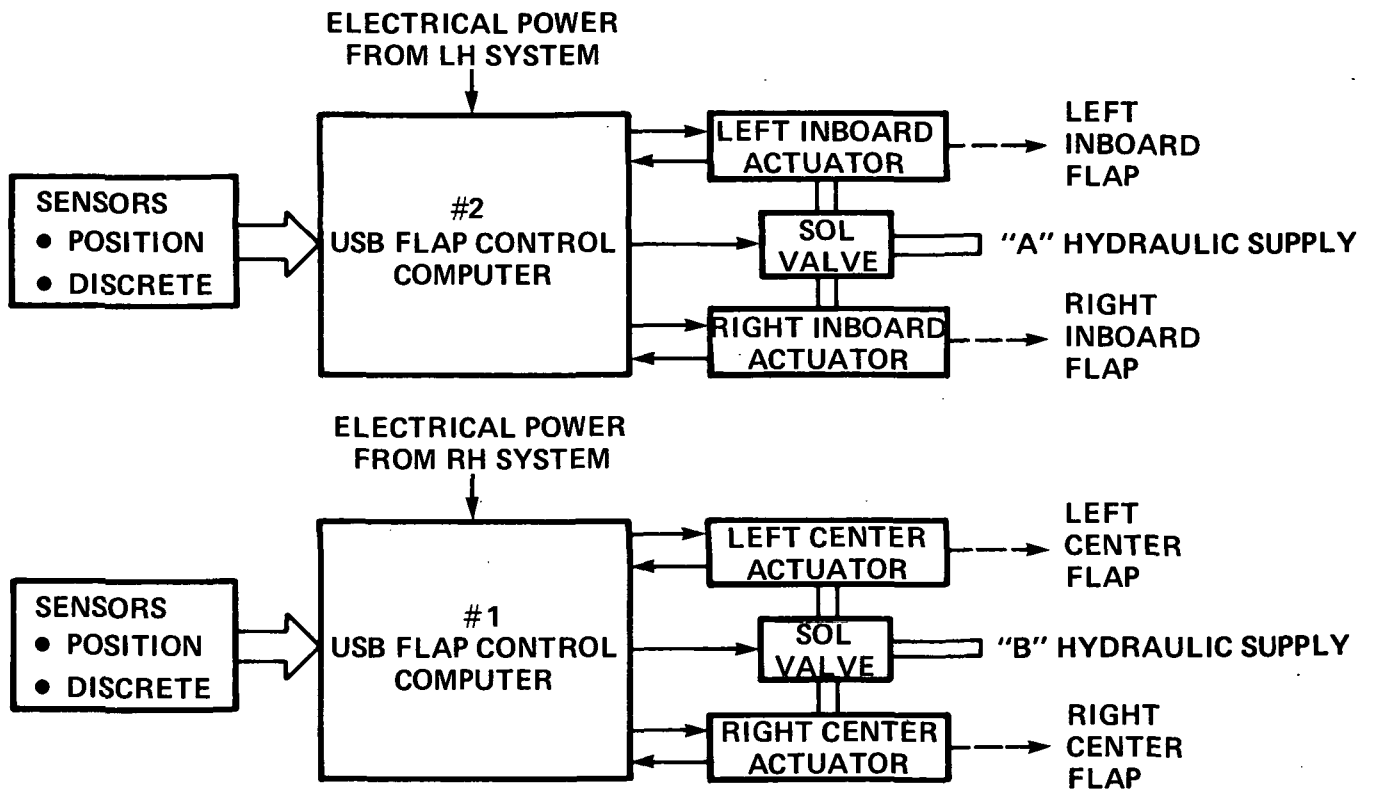 ELECTRICAL POWER
FROM LH SYSTEM
SENSORS
● POSITION
● DISCRETE
#2
USB FLAP CONTROL
COMPUTER
LEFT INBOARD
ACTUATOR
LEFT
INBOARD
FLAP
SOL
VALVE
"A" HYDRAULIC SUPPLY
RIGHT INBOARD
ACTUATOR
RIGHT
INBOARD
FLAP
ELECTRICAL POWER
FROM RH SYSTEM
SENSORS
● POSITION
● DISCRETE
#1
USB FLAP CONTROL
COMPUTER
LEFT CENTER
ACTUATOR
LEFT
CENTER
FLAP
SOL
VALVE
"B" HYDRAULIC SUPPLY
RIGHT CENTER
ACTUATOR
RIGHT
CENTER
FLAP